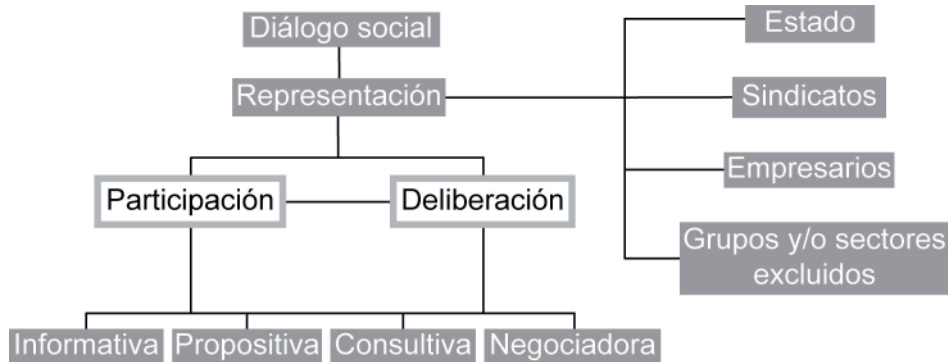 Diálogo social
Estado
Representación
Sindicatos
Empresarios
Participación
Deliberación
Grupos y/o sectores
excluidos
Informativa
Propositiva
Consultiva
Negociadora